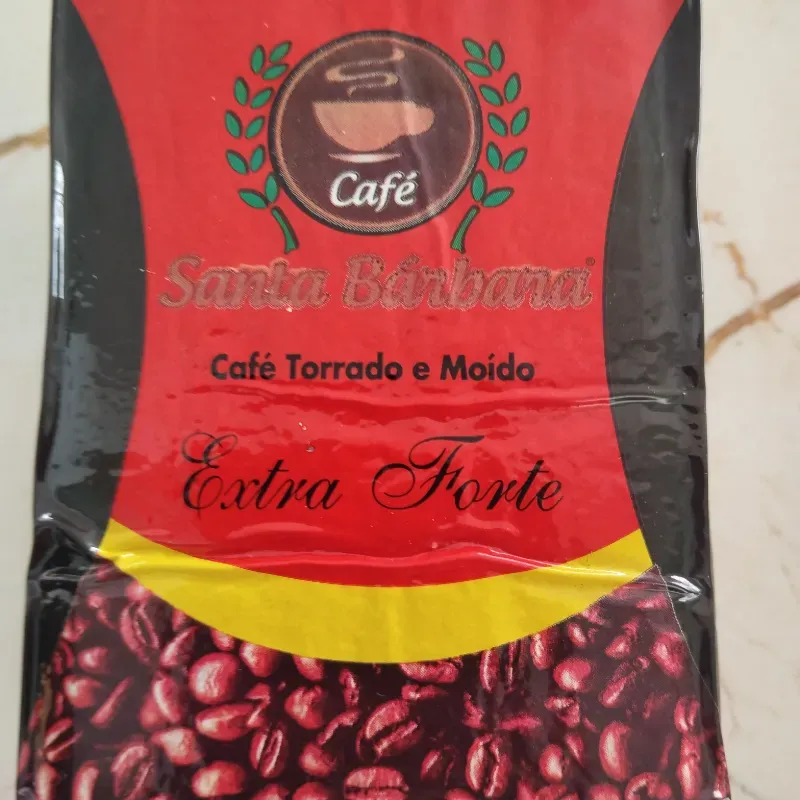 Café
Santa Bárbara
Café Torrado e Moído
Extra Forte